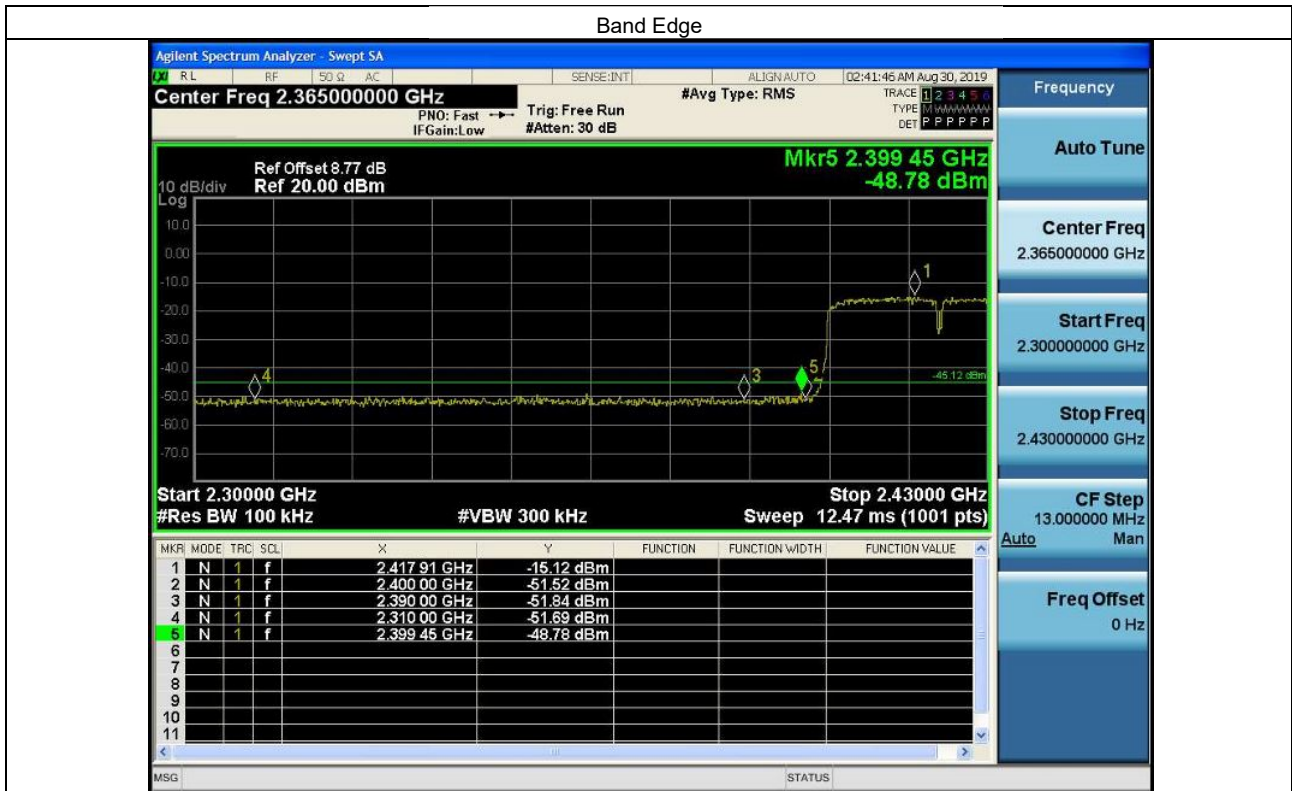 Band Edge
Agilent Spectrum Analyzer - Swept SA
LXI RL RF 50 Ω AC SENSE:INT ALIGN AUTO 02:41:46 AM Aug 30, 2019
Center Freq 2.365000000 GHz #Avg Type: RMS TRACE 1 2 3 4 5 6
PNO: Fast Trig: Free Run TYPE M W W W W W
IFGain:Low #Atten: 30 dB DET P P P P P P
Mkr5 2.399 45 GHz
-48.78 dBm
Ref Offset 8.77 dB
10 dB/div Ref 20.00 dBm
Log
10.0
0.00
-10.0
-20.0
-30.0
-40.0
-50.0
-60.0
-70.0
1
4
3
5
-45.12 dBm
Start 2.30000 GHz Stop 2.43000 GHz
#Res BW 100 kHz #VBW 300 kHz Sweep 12.47 ms (1001 pts)
MKR MODE TRC SCL X Y FUNCTION FUNCTION WIDTH FUNCTION VALUE
1 N 1 f 2.417 91 GHz -15.12 dBm
2 N 1 f 2.400 00 GHz -51.52 dBm
3 N 1 f 2.390 00 GHz -51.84 dBm
4 N 1 f 2.310 00 GHz -51.69 dBm
5 N 1 f 2.399 45 GHz -48.78 dBm
6
7
8
9
10
11
MSG STATUS
Frequency
Auto Tune
Center Freq
2.365000000 GHz
Start Freq
2.300000000 GHz
Stop Freq
2.430000000 GHz
CF Step
13.000000 MHz
Auto Man
Freq Offset
0 Hz